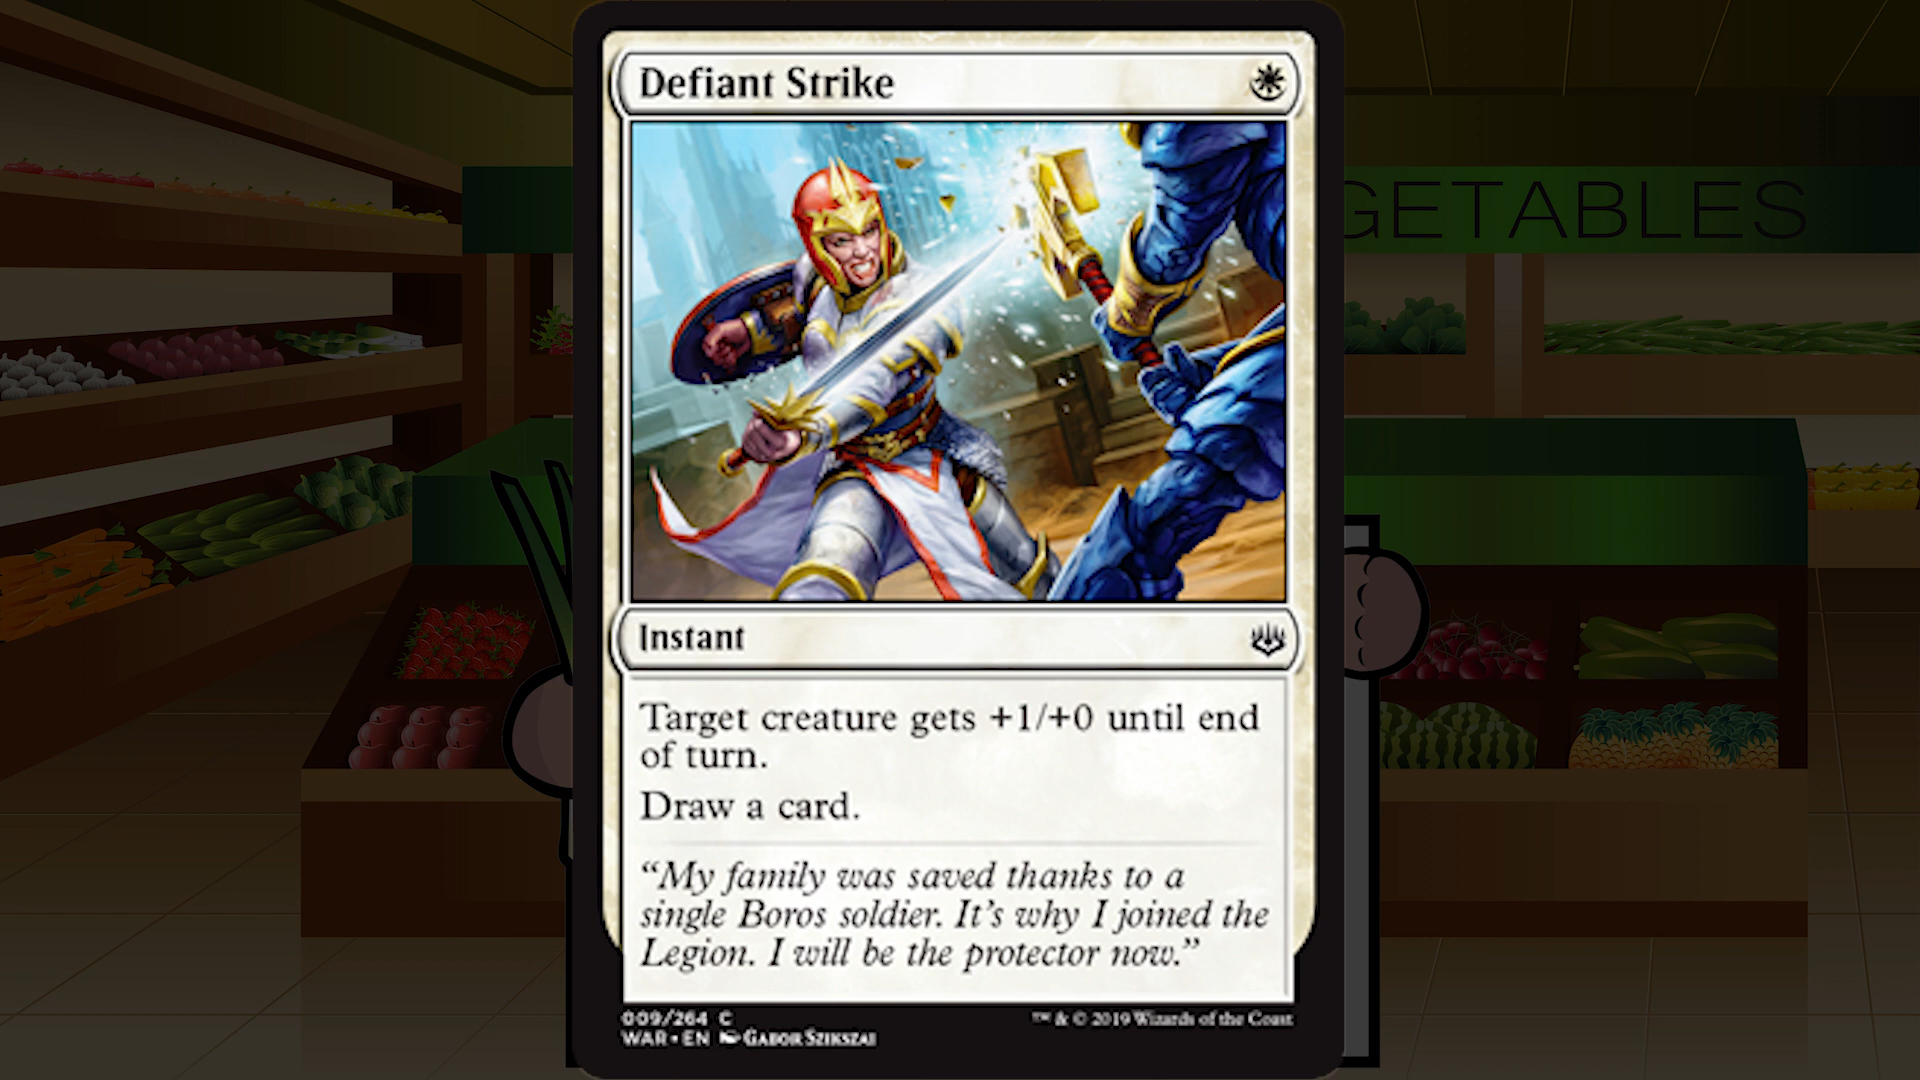 Defiant Strike
GETABLES
Instant
Target creature gets +1/+0 until end
of turn.
Draw a card.
“My family was saved thanks to a
single Boros soldier. It’s why I joined the
Legion. I will be the protector now.”
009/264 C
™ & © 2019 Wizards of the Coast
WAR • EN Gabor Szikszai